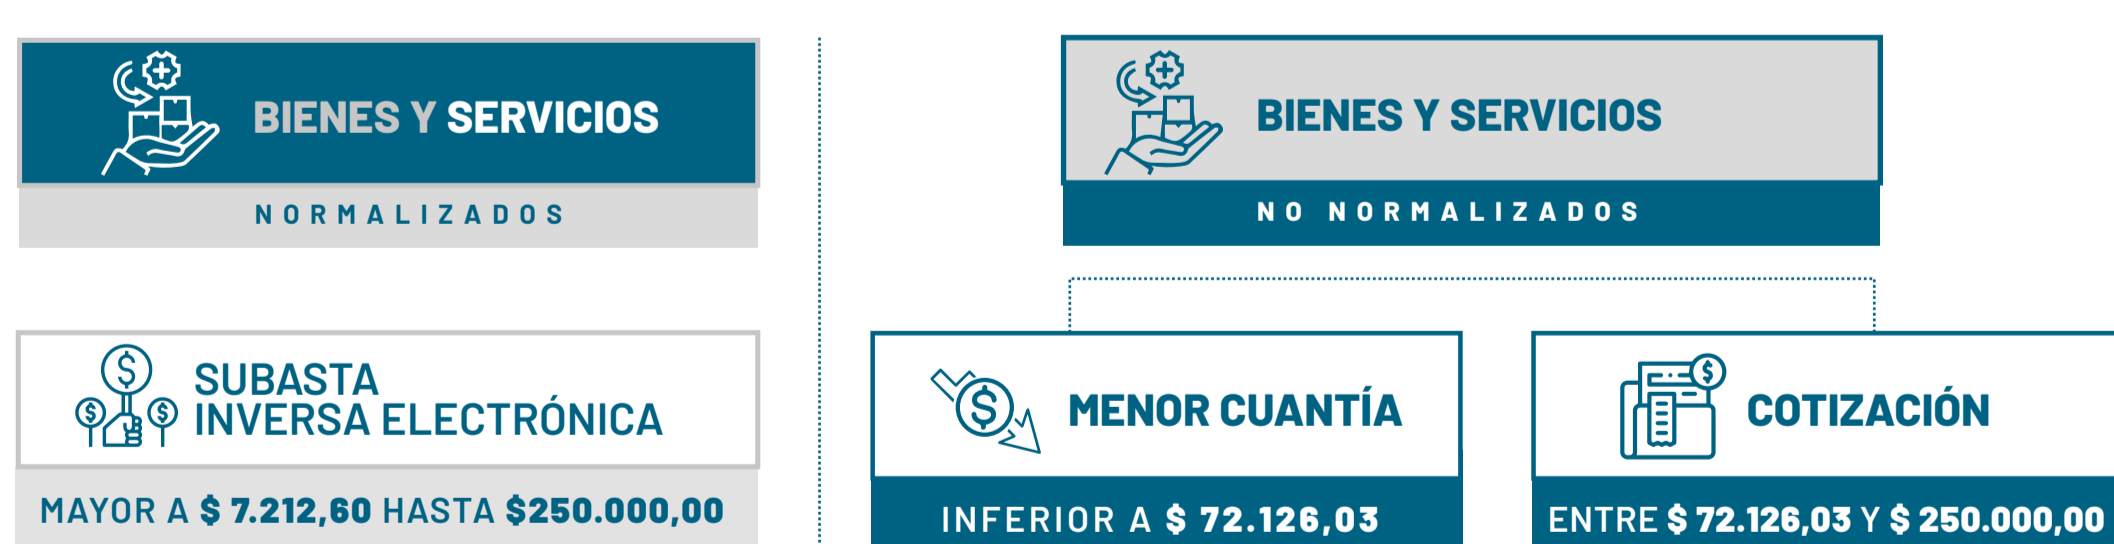 BIENES Y SERVICIOS
NORMALIZADOS
SUBASTA
INVERSA ELECTRÓNICA
MAYOR A $ 7.212,60 HASTA $250.000,00
BIENES Y SERVICIOS
NO NORMALIZADOS
MENOR CUANTÍA
INFERIOR A $ 72.126,03
COTIZACIÓN
ENTRE $ 72.126,03 Y $ 250.000,00